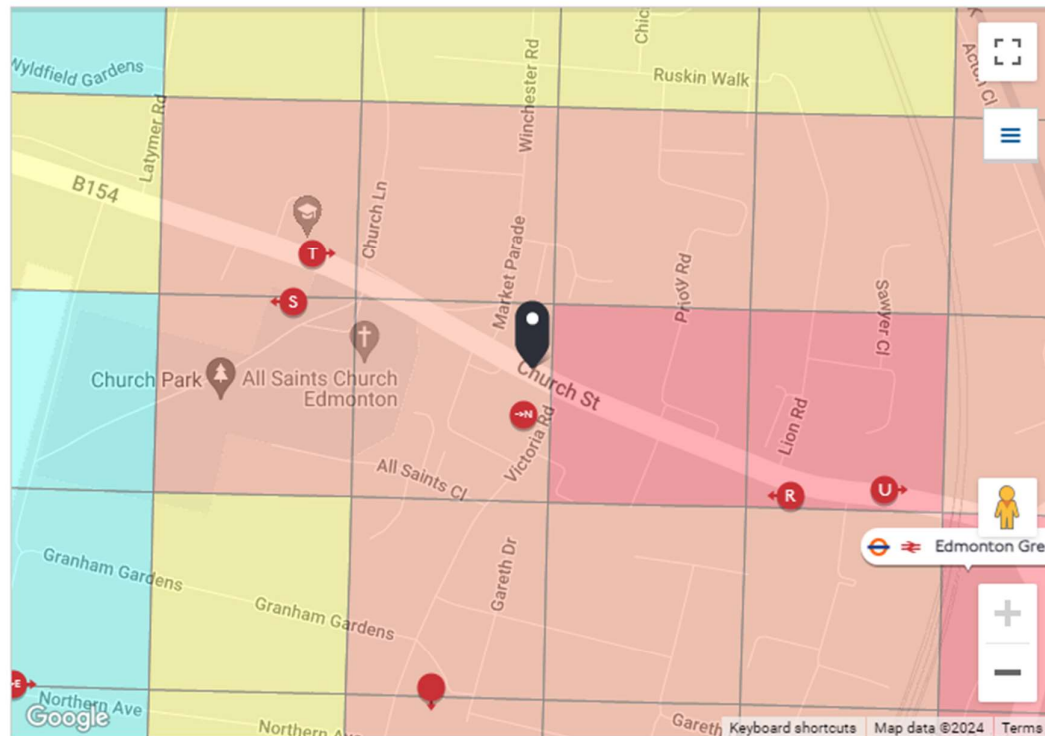 Wyldfield Gardens
Latymer Rd
B154
Church Ln
Winchester Rd
Market Parade
Ruskin Walk
Priory Rd
Sawyer Cl
Acton Cl
T
S
Church Park
All Saints Church
Edmonton
Church St
N
Victoria Rd
All Saints Cl
Lion Rd
R
U
Edmonton Gre
Granham Gardens
Granham Gardens
Gareth Dr
E
Northern Ave
Northern Av
Gareth
Google
Keyboard shortcuts
Map data ©2024
Terms